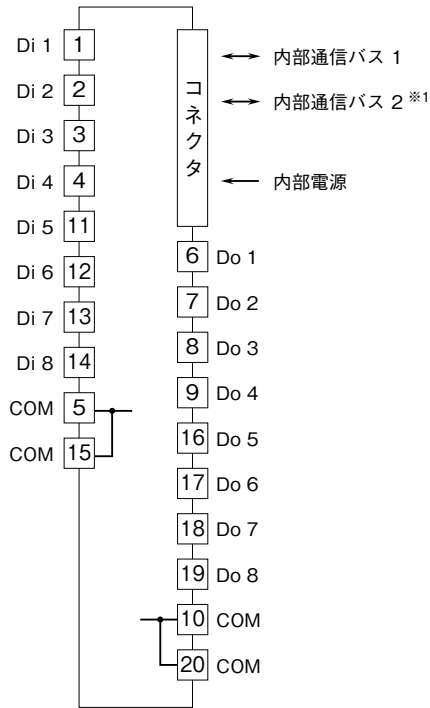 Di 1 1
Di 2 2
Di 3 3
Di 4 4
Di 5 11
Di 6 12
Di 7 13
Di 8 14
COM 5
COM 15
コネクタ
内部通信バス 1
内部通信バス 2 ※1
内部電源
6 Do 1
7 Do 2
8 Do 3
9 Do 4
16 Do 5
17 Do 6
18 Do 7
19 Do 8
10 COM
20 COM